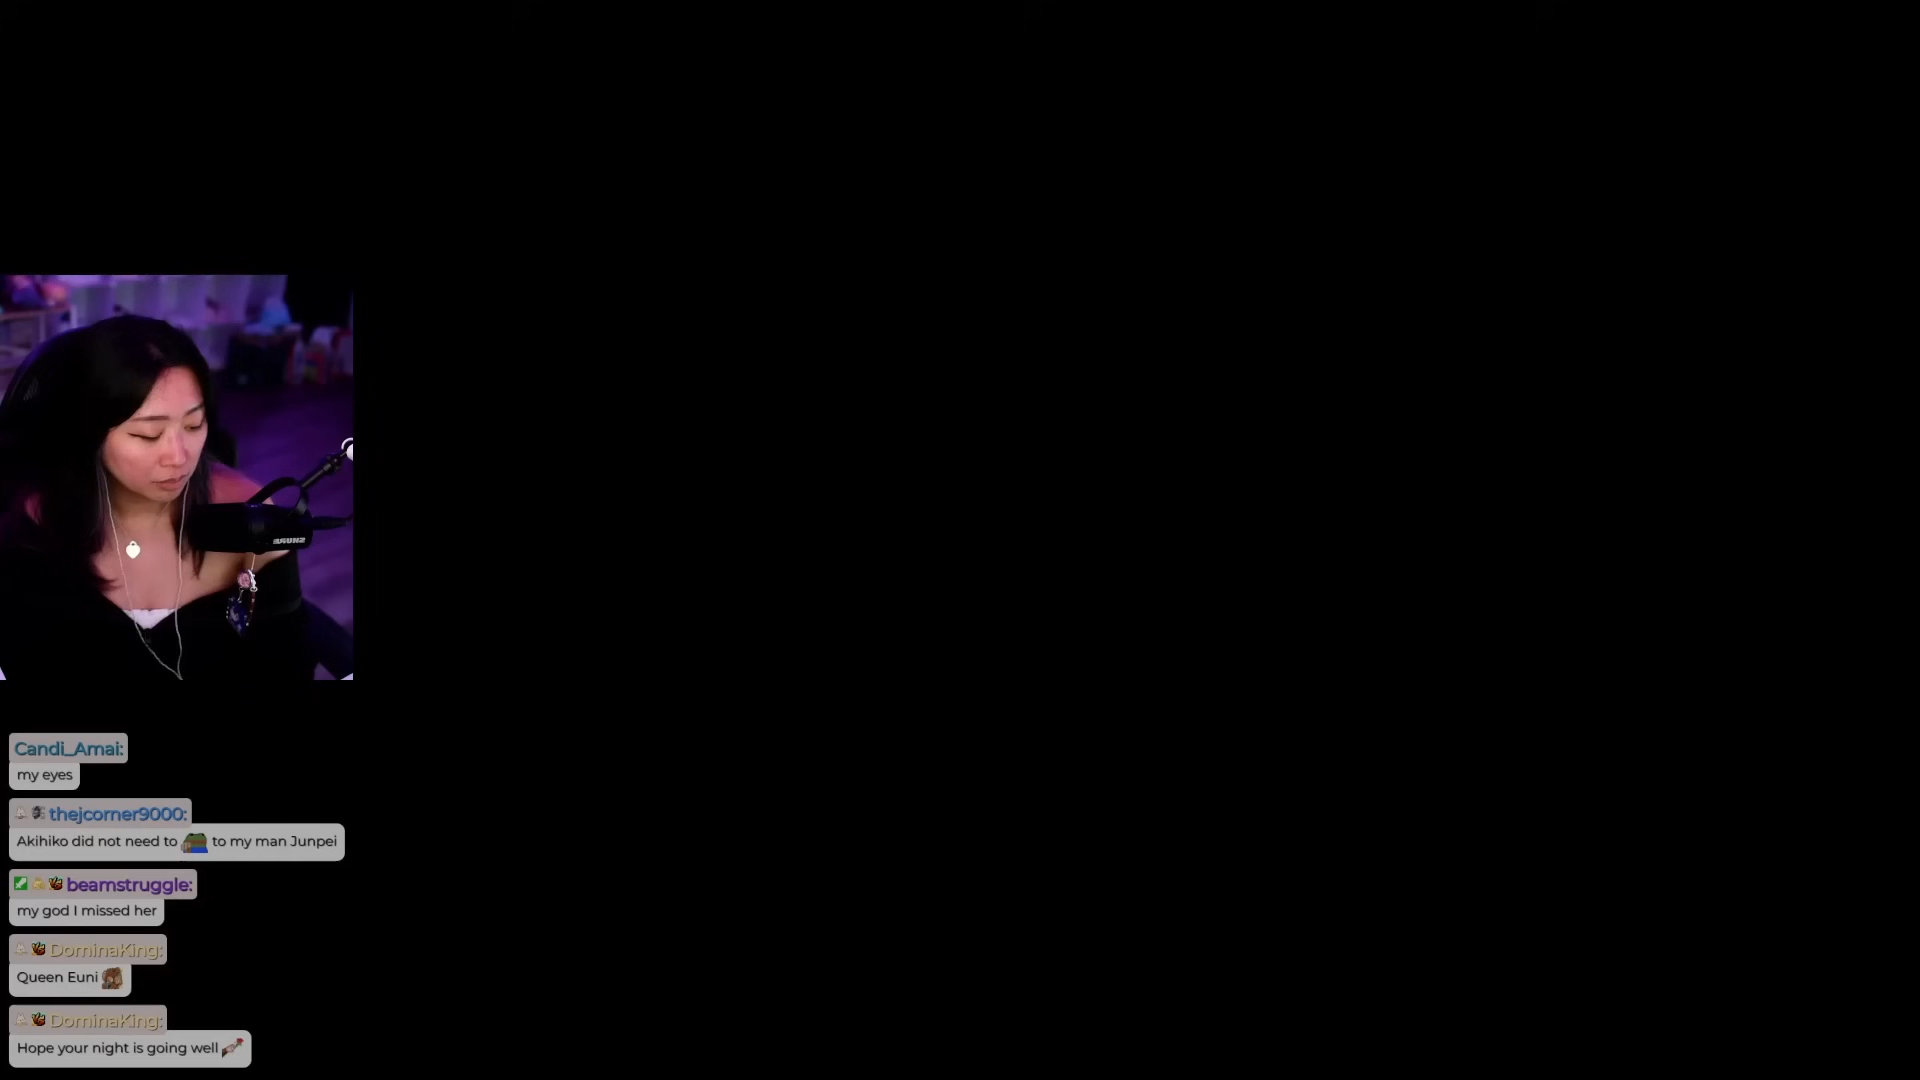 SHURE
Candi_Amai:
my eyes
thejcorner9000:
Akihiko did not need to to my man Junpei
beamstruggle:
my god I missed her
DominaKing:
Queen Euni
DominaKing:
Hope your night is going well